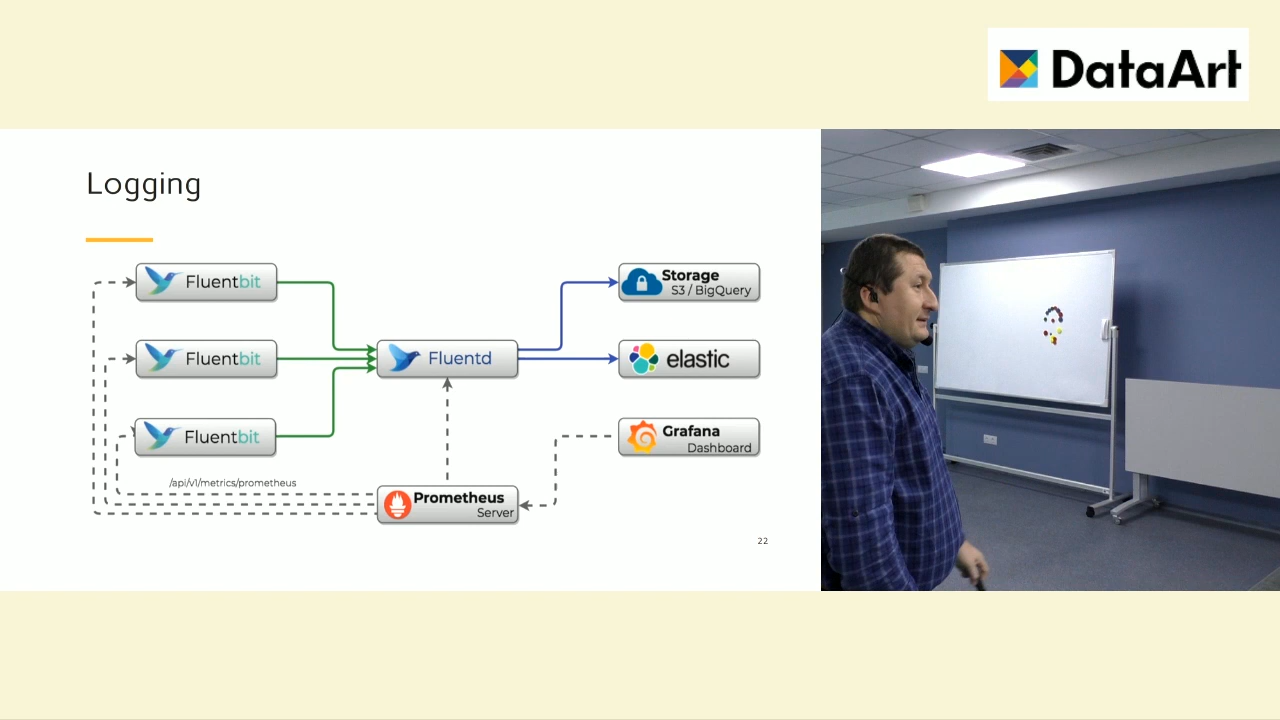 DataArt
Logging
Fluentbit
Storage
S3 / BigQuery
Fluentbit
Fluentd
elastic
Fluentbit
Grafana
Dashboard
/api/v1/metrics/prometheus
Prometheus
Server
22